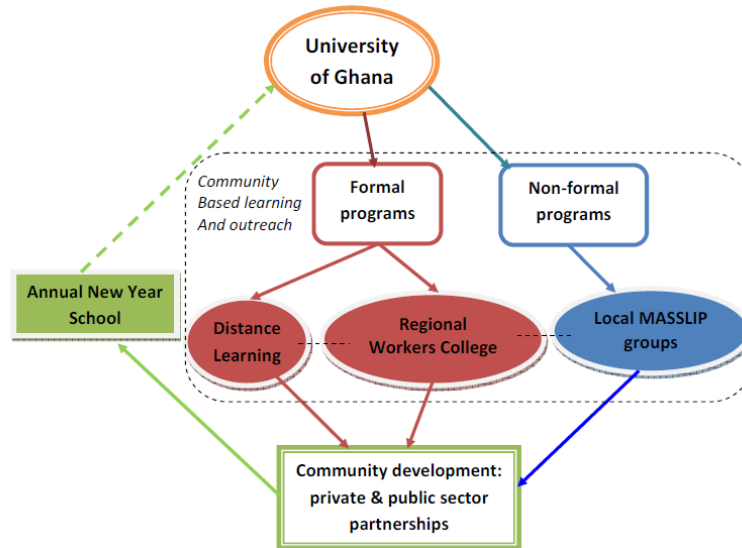 University
of Ghana
Community
Based learning
And outreach
Formal
programs
Non-formal
programs
Annual New Year
School
Distance
Learning
Regional
Workers College
Local MASSLIP
groups
Community development:
private & public sector
partnerships